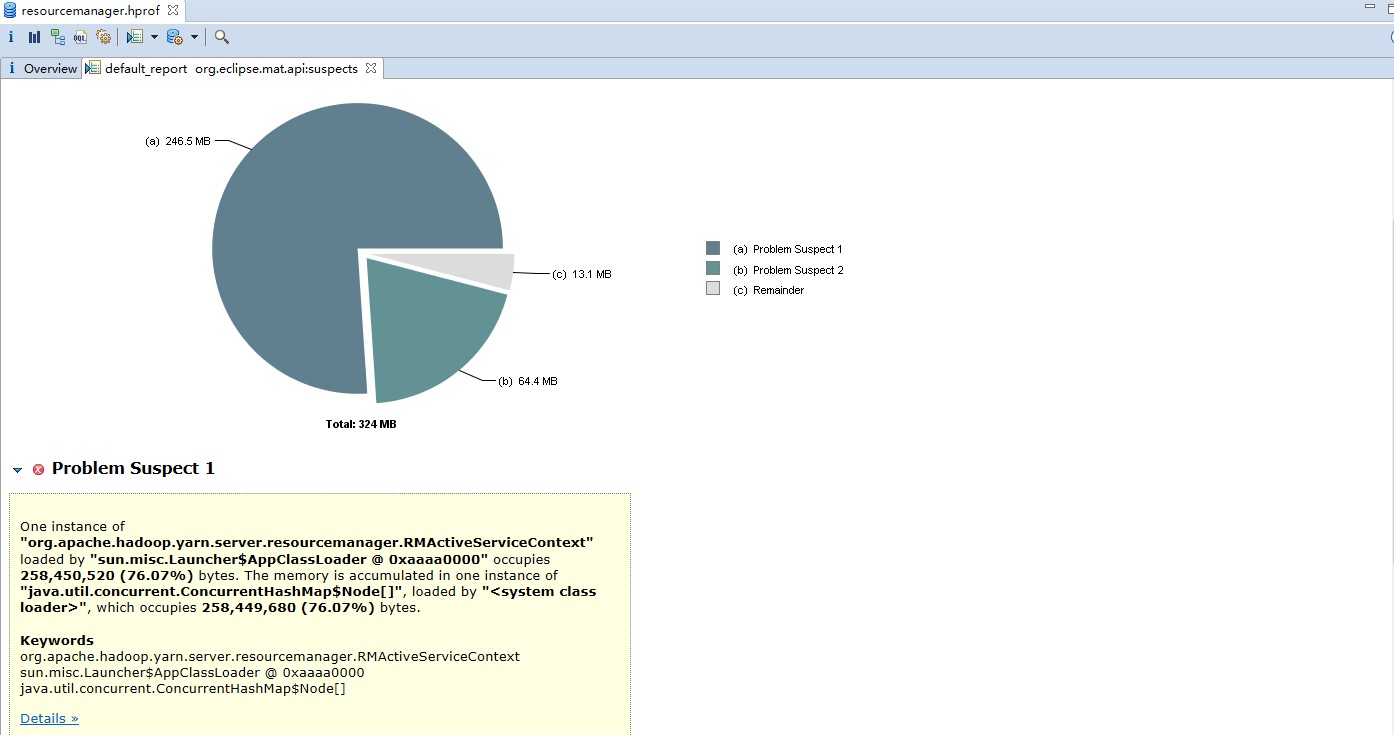 resourcemanager.hprof
i OQL
i Overview default_report org.eclipse.mat.api:suspects
(a) 246.5 MB
(c) 13.1 MB
(b) 64.4 MB
Total: 324 MB
(a) Problem Suspect 1
(b) Problem Suspect 2
(c) Remainder
Problem Suspect 1
One instance of
"org.apache.hadoop.yarn.server.resourcemanager.RMActiveServiceContext"
loaded by "sun.misc.Launcher$AppClassLoader @ 0xaaaa0000" occupies
258,450,520 (76.07%) bytes. The memory is accumulated in one instance of
"java.util.concurrent.ConcurrentHashMap$Node[]", loaded by "<system class
loader>", which occupies 258,449,680 (76.07%) bytes.
Keywords
org.apache.hadoop.yarn.server.resourcemanager.RMActiveServiceContext
sun.misc.Launcher$AppClassLoader @ 0xaaaa0000
java.util.concurrent.ConcurrentHashMap$Node[]
Details »